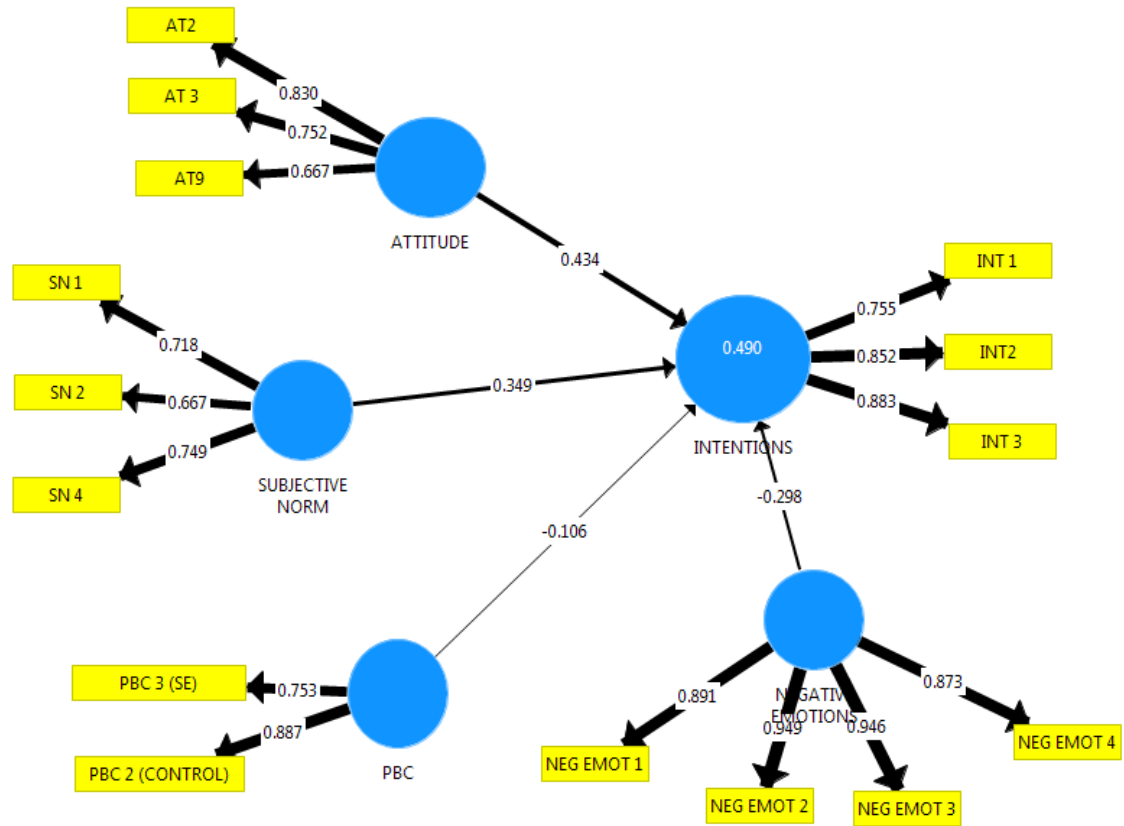 AT2
0.830
AT 3
0.752
AT9
0.667
ATTITUDE
0.434
SN 1
0.718
SN 2
0.667
SN 4
0.749
SUBJECTIVE
NORM
0.349
INT 1
0.755
0.490
INT2
0.852
INT 3
0.883
INTENTIONS
-0.106
-0.298
PBC 3 (SE)
0.753
PBC 2 (CONTROL)
0.887
PBC
NEGATIVE
EMOTIONS
0.891
0.949
0.946
0.873
NEG EMOT 1
NEG EMOT 2
NEG EMOT 3
NEG EMOT 4